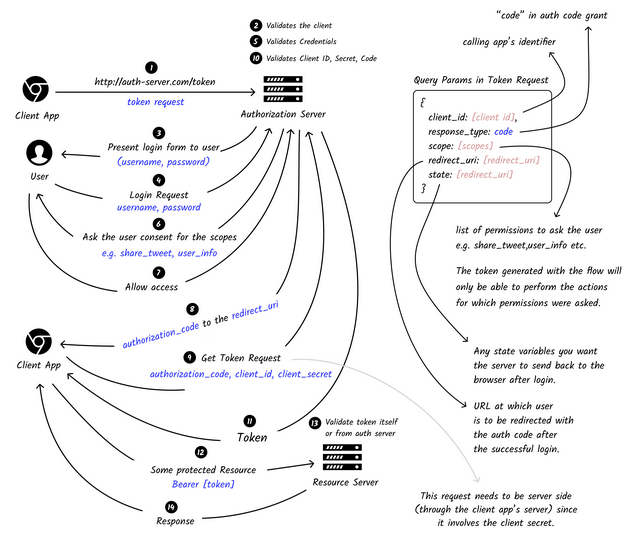 2 Validates the client
5 Validates Credentials
10 Validates Client ID, Secret, Code
1
http://auth-server.com/token
token request
Client App
Authorization Server
3
Present login form to user
(username, password)
User
4
Login Request
username, password
6
Ask the user consent for the scopes
e.g. share_tweet, user_info
7
Allow access
8
authorization_code to the redirect_uri
Client App
9 Get Token Request
authorization_code, client_id, client_secret
11
Token
13 Validate token itself
or from auth server
12
Some protected Resource
Bearer [token]
Resource Server
14
Response
"code" in auth code grant
calling app's identifier
Query Params in Token Request
{
client_id: [client id],
response_type: code
scope: [scopes]
redirect_uri: [redirect_uri]
state: [redirect_uri]
}
list of permissions to ask the user
e.g. share_tweet,user_info etc.
The token generated with the flow will
only be able to perform the actions
for which permissions were asked.
Any state variables you want
the server to send back to the
browser after login.
URL at which user
is to be redirected with
the auth code after
the successful login.
This request needs to be server side
(through the client app's server) since
it involves the client secret.